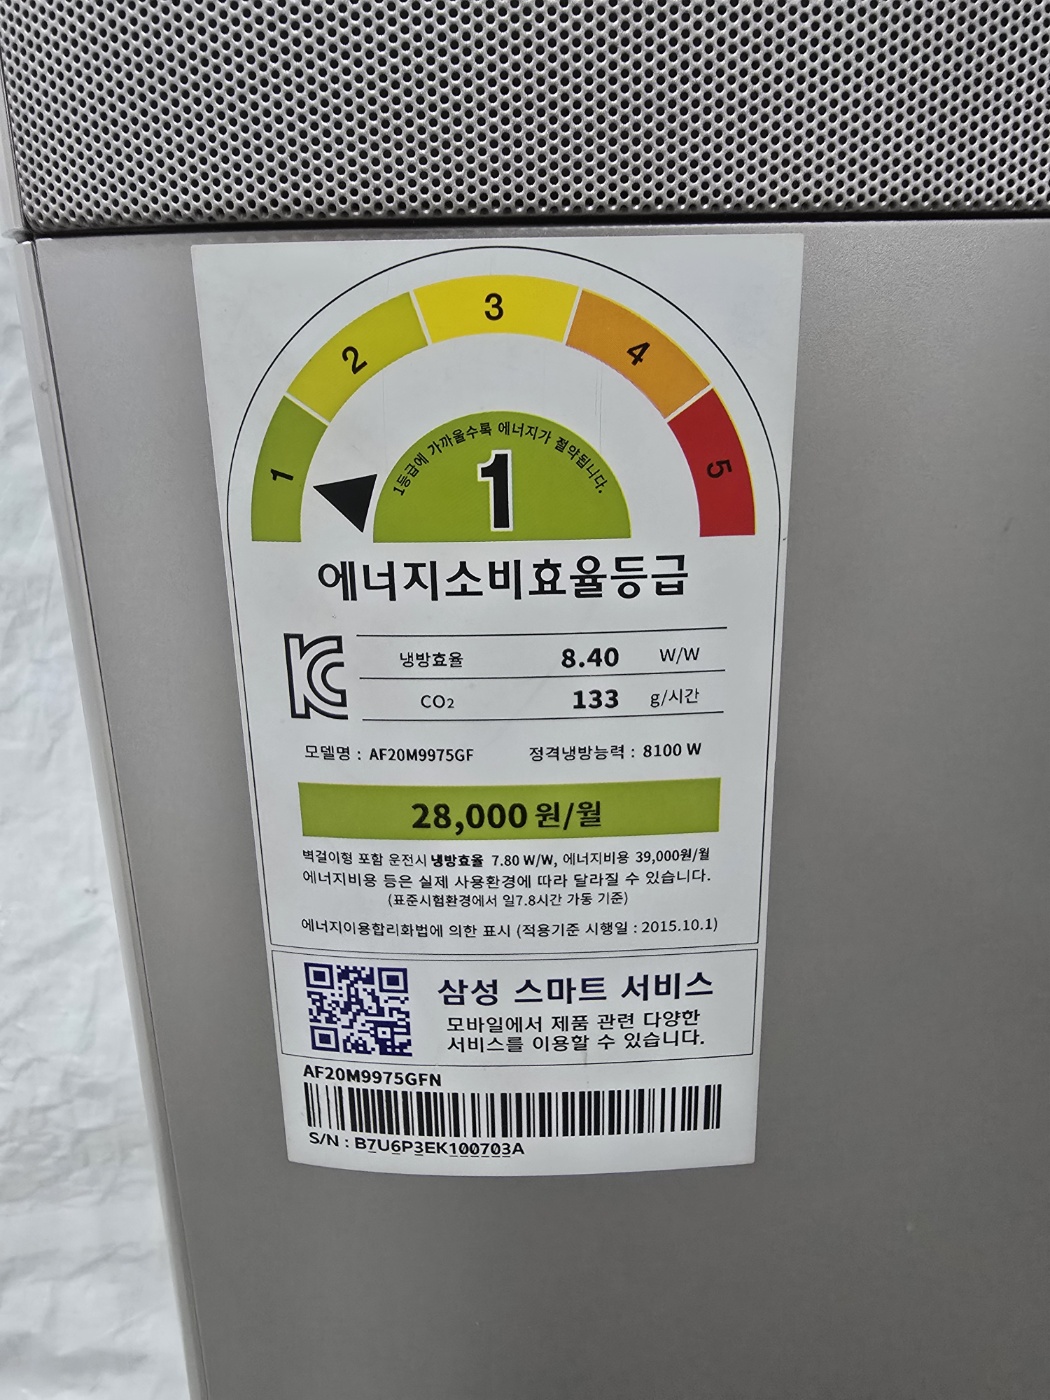 1 2 3 4 5
1등급에 가까울수록 에너지가 절약됩니다.
1
에너지소비효율등급
냉방효율 8.40 W/W
CO₂ 133 g/시간
모델명 : AF20M9975GF 정격냉방능력 : 8100 W
28,000 원/월
벽걸이형 포함 운전시 냉방효율 7.80 W/W, 에너지비용 39,000원/월
에너지비용 등은 실제 사용환경에 따라 달라질 수 있습니다.
(표준시험환경에서 일7.8시간 가동 기준)
에너지이용합리화법에 의한 표시 (적용기준 시행일 : 2015.10.1)
삼성 스마트 서비스
모바일에서 제품 관련 다양한
서비스를 이용할 수 있습니다.
AF20M9975GFN
S/N : B7U6P3EK100703A